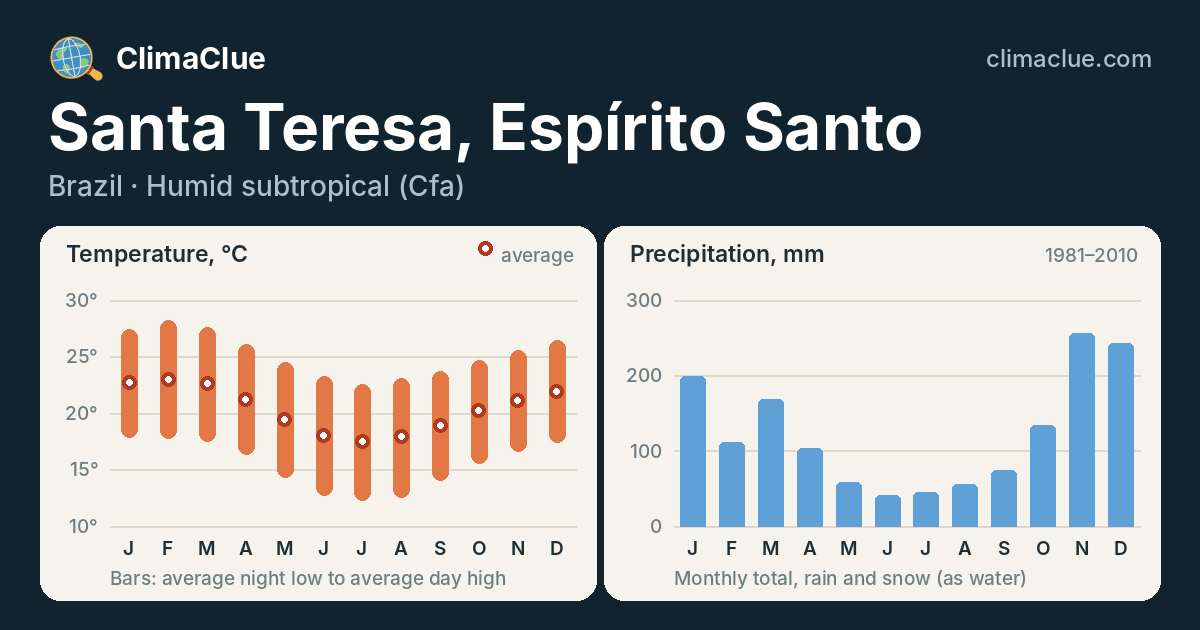 ClimaClue
climaclue.com
Santa Teresa, Espírito Santo
Brazil · Humid subtropical (Cfa)
Temperature, °C
average
30°
25°
20°
15°
10°
J F M A M J J A S O N D
Bars: average night low to average day high
Precipitation, mm
1981–2010
300
200
100
0
J F M A M J J A S O N D
Monthly total, rain and snow (as water)